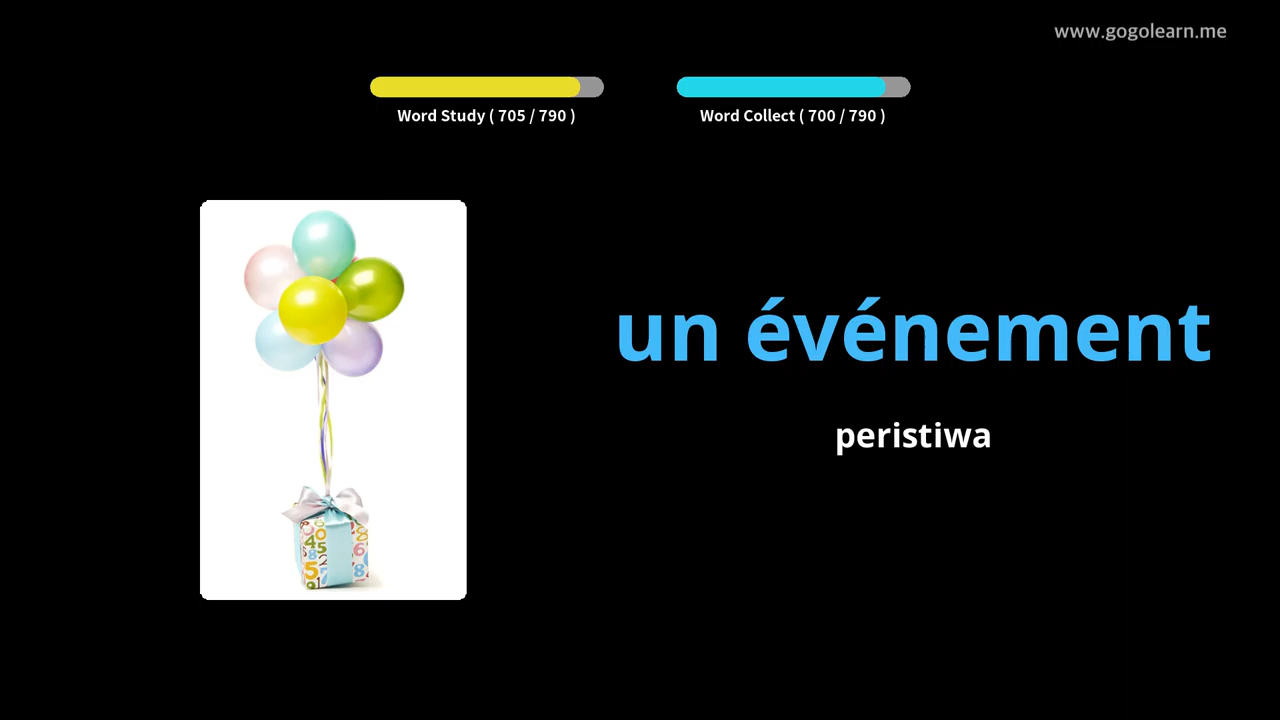 www.gogolearn.me
Word Study ( 705 / 790 )
Word Collect ( 700 / 790 )
un événement
peristiwa